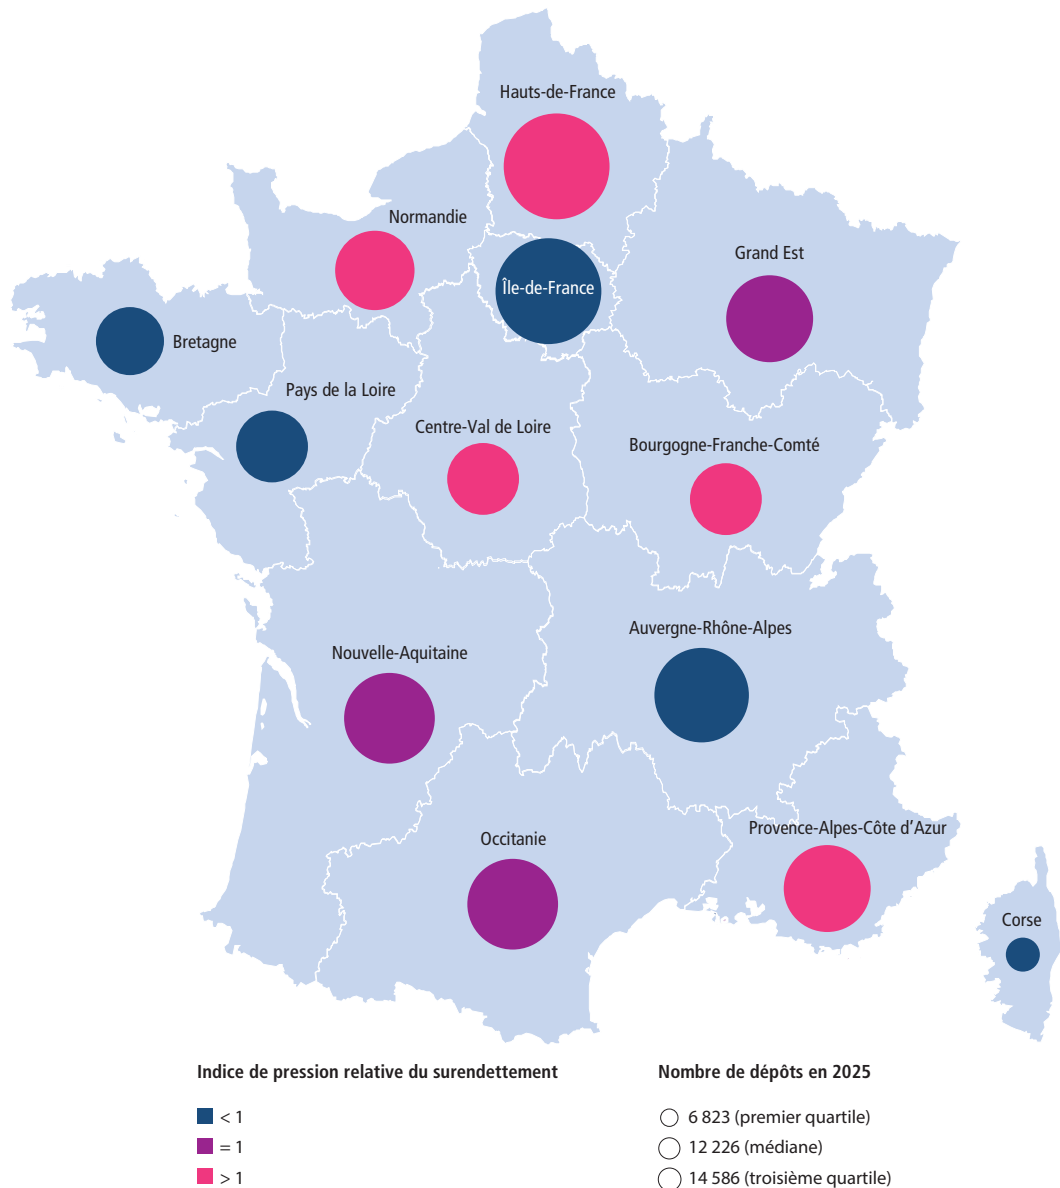 Hauts-de-France
Normandie
Grand Est
Île-de-France
Bretagne
Pays de la Loire
Centre-Val de Loire
Bourgogne-Franche-Comté
Auvergne-Rhône-Alpes
Nouvelle-Aquitaine
Provence-Alpes-Côte d’Azur
Occitanie
Corse
Indice de pression relative du surendettement
< 1
= 1
> 1
Nombre de dépôts en 2025
6 823 (premier quartile)
12 226 (médiane)
14 586 (troisième quartile)